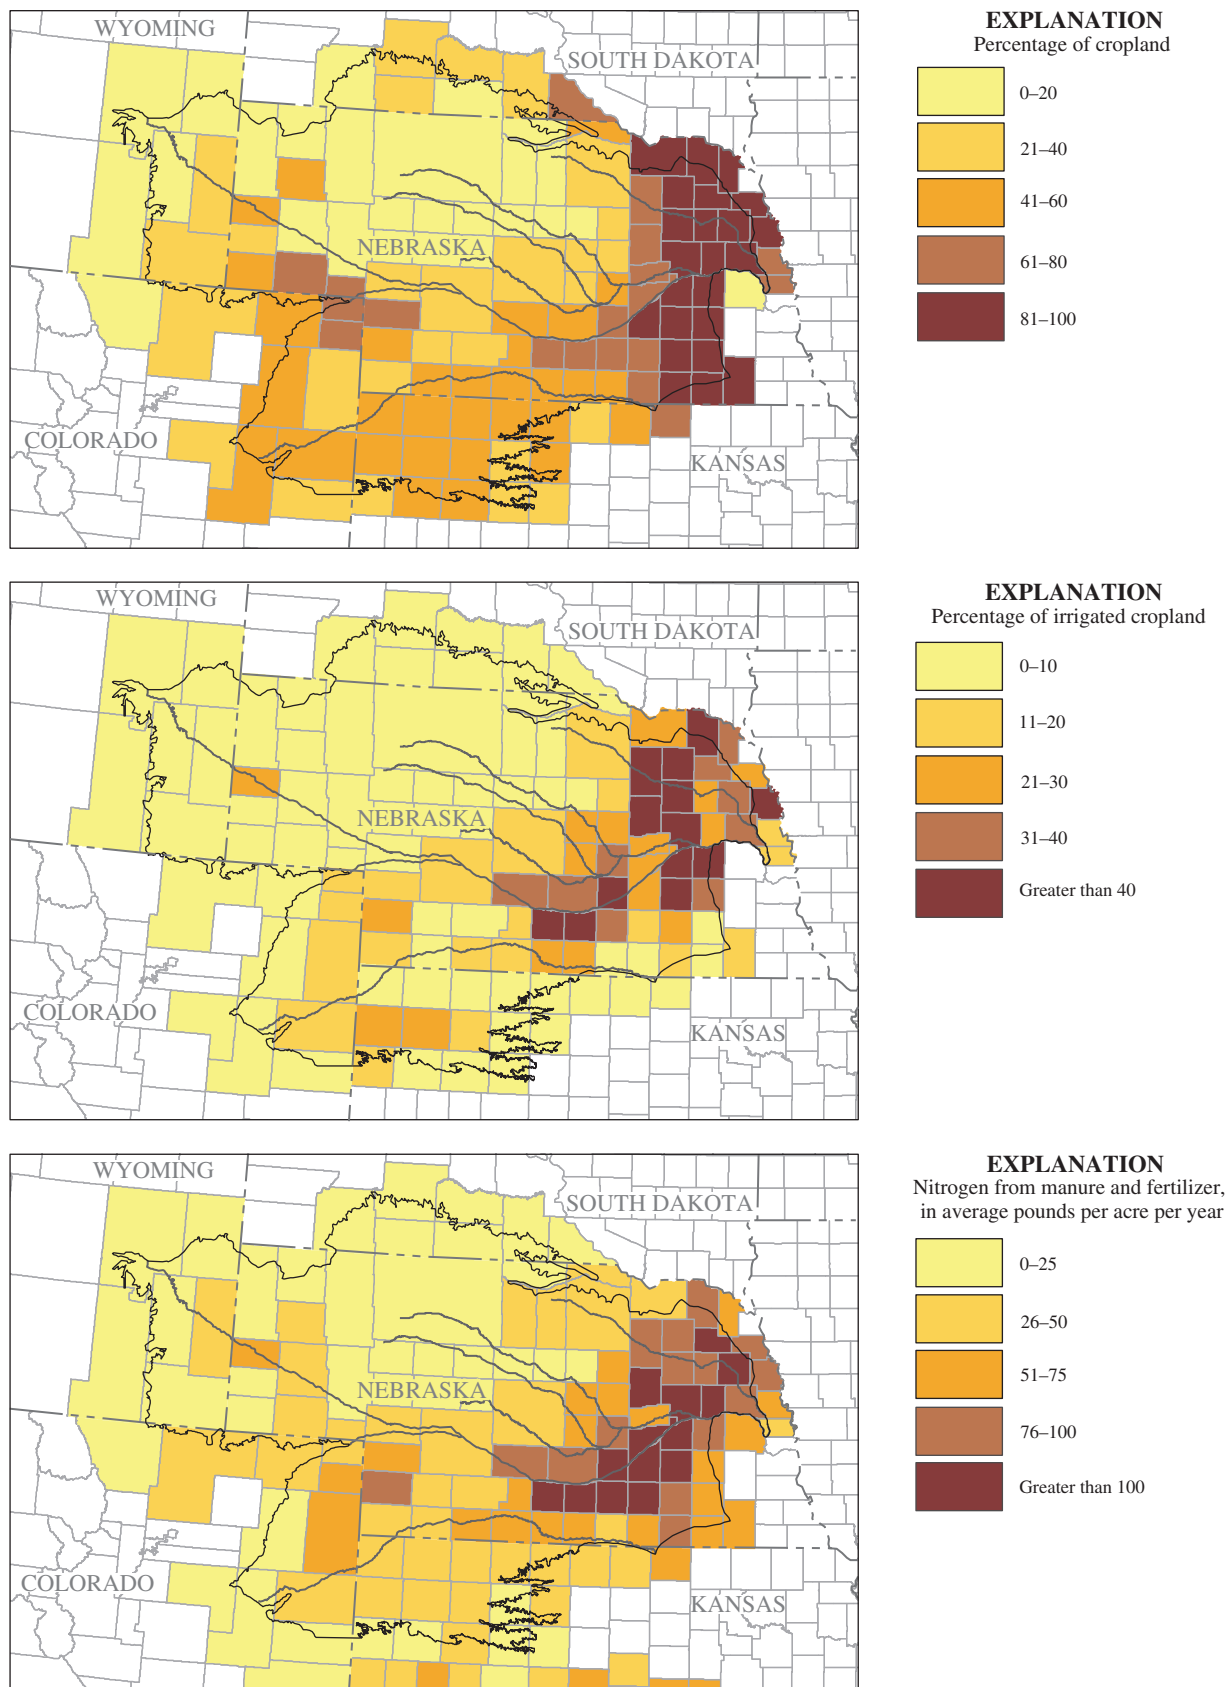 WYOMING
SOUTH DAKOTA
NEBRASKA
COLORADO
KANSAS
EXPLANATION
Percentage of cropland
0–20
21–40
41–60
61–80
81–100
WYOMING
SOUTH DAKOTA
NEBRASKA
COLORADO
KANSAS
EXPLANATION
Percentage of irrigated cropland
0–10
11–20
21–30
31–40
Greater than 40
WYOMING
SOUTH DAKOTA
NEBRASKA
COLORADO
KANSAS
EXPLANATION
Nitrogen from manure and fertilizer,
in average pounds per acre per year
0–25
26–50
51–75
76–100
Greater than 100